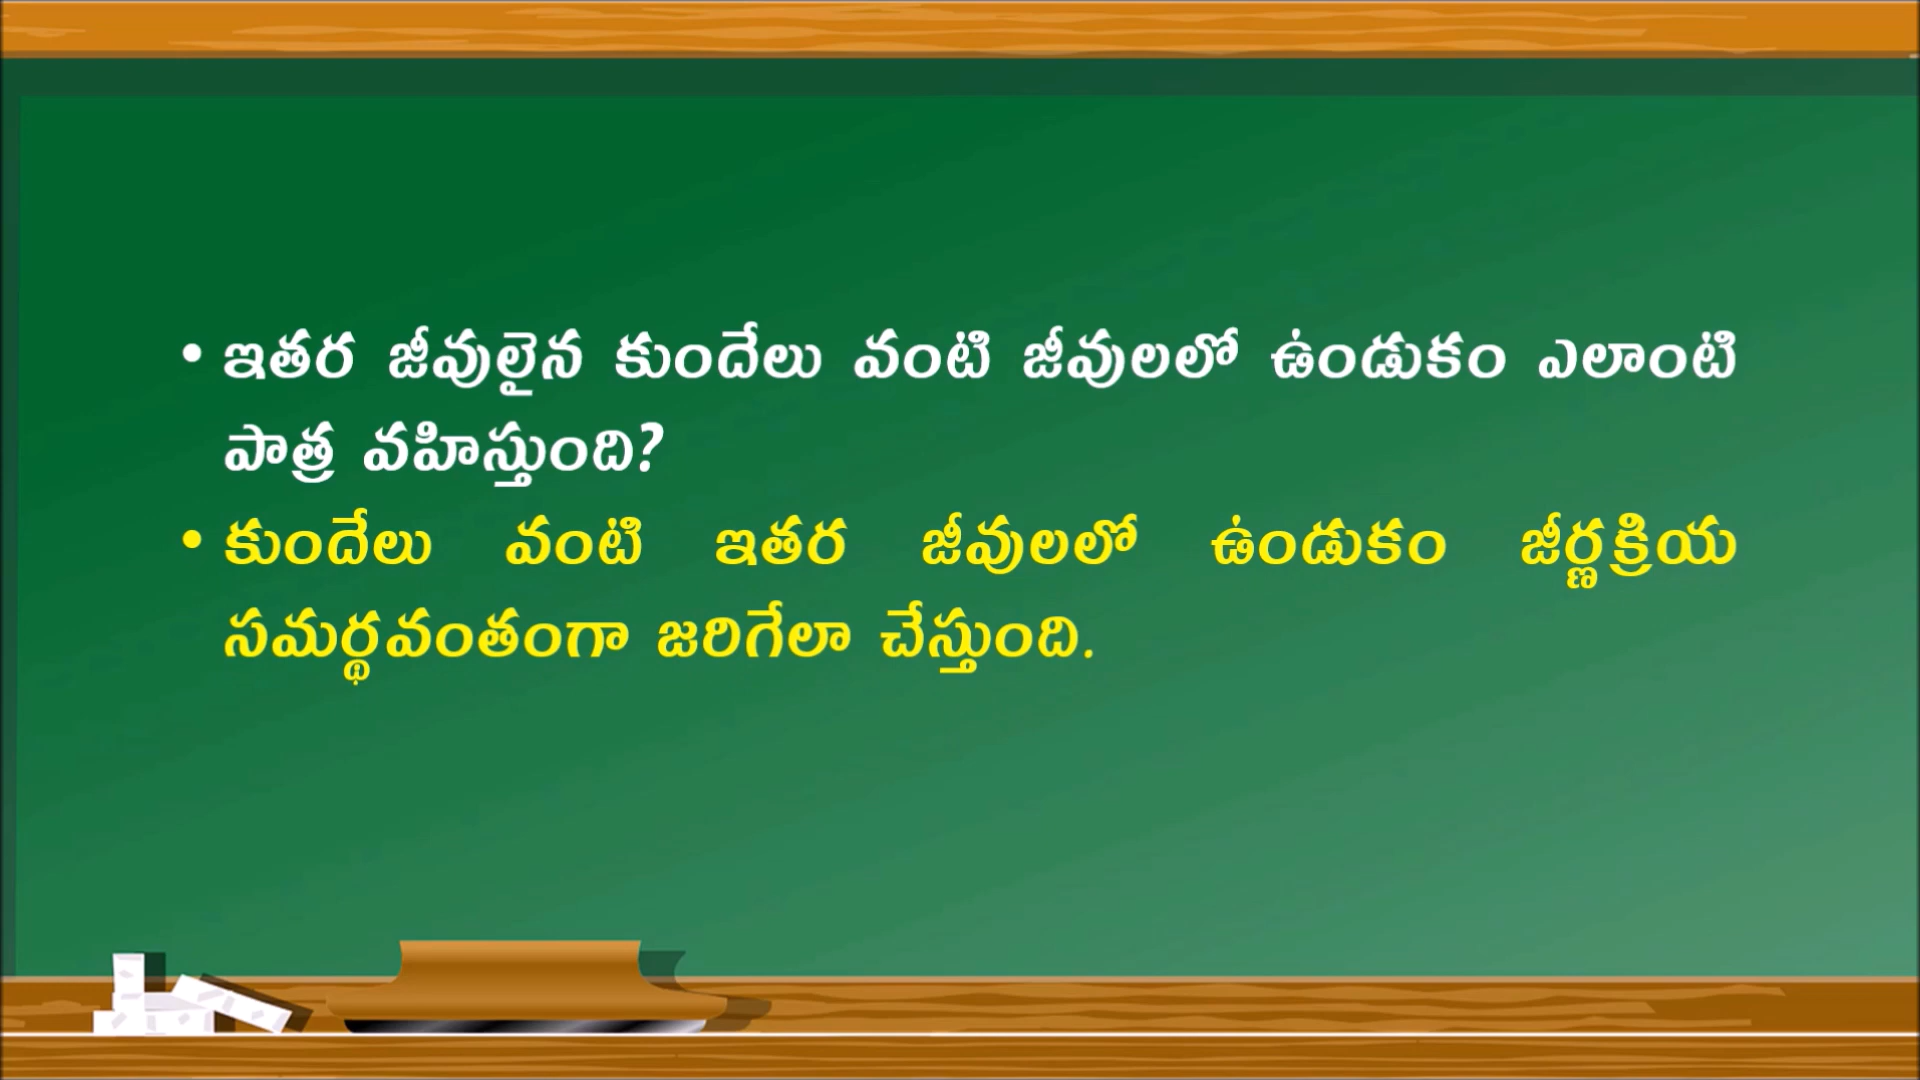 • ఇతర జీవులైన కుందేలు వంటి జీవులలో ఉండుకం ఎలాంటి
పాత్ర వహిస్తుంది?
• కుందేలు వంటి ఇతర జీవులలో ఉండుకం జీర్ణక్రియ
సమర్థవంతంగా జరిగేలా చేస్తుంది.